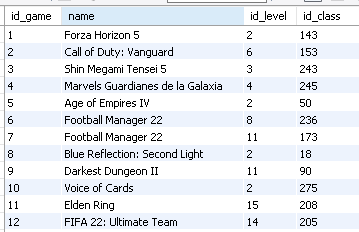 id_game name id_level id_class
1 Forza Horizon 5 2 143
2 Call of Duty: Vanguard 6 153
3 Shin Megami Tensei 5 3 243
4 Marvels Guardianes de la Galaxia 4 245
5 Age of Empires IV 2 50
6 Football Manager 22 8 236
7 Football Manager 22 11 173
8 Blue Reflection: Second Light 2 18
9 Darkest Dungeon II 11 90
10 Voice of Cards 2 275
11 Elden Ring 15 208
12 FIFA 22: Ultimate Team 14 205